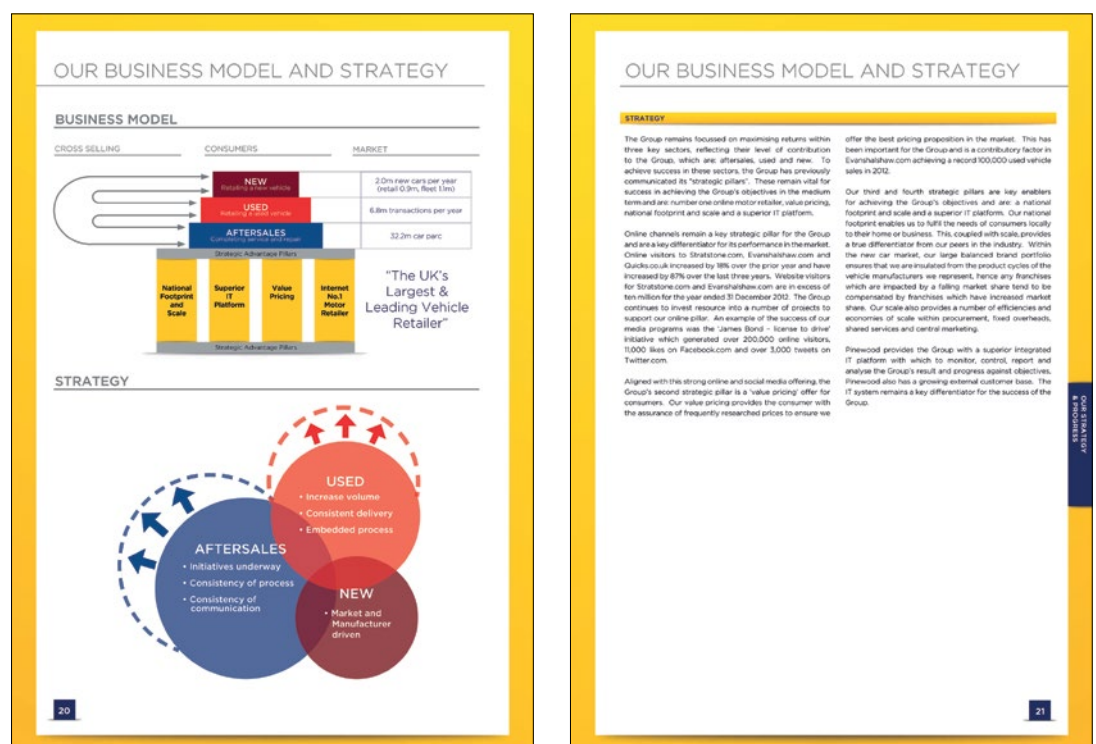 OUR BUSINESS MODEL AND STRATEGY
BUSINESS MODEL
CROSS SELLING
CONSUMERS
MARKET
NEW
Retailing a new vehicle
2.0m new cars per year
(retail 0.9m, fleet 1.1m)
USED
Retailing a used vehicle
6.8m transactions per year
AFTERSALES
Completing service and repair
32.2m car parc
Strategic Advantage Pillars
National
Footprint
and
Scale
Superior
IT
Platform
Value
Pricing
Internet
No.1
Motor
Retailer
Strategic Advantage Pillars
"The UK's
Largest &
Leading Vehicle
Retailer"
STRATEGY
USED
• Increase volume
• Consistent delivery
• Embedded process
AFTERSALES
• Initiatives underway
• Consistency of process
• Consistency of
communication
NEW
• Market and
Manufacturer
driven
20
OUR BUSINESS MODEL AND STRATEGY
STRATEGY
The Group remains focussed on maximising returns within
three key sectors, reflecting their level of contribution
to the Group, which are: aftersales, used and new. To
achieve success in these sectors, the Group has previously
communicated its "strategic pillars". These remain vital for
success in achieving the Group's objectives in the medium
term and are: number one online motor retailer, value pricing,
national footprint and scale and a superior IT platform.
Online channels remain a key strategic pillar for the Group
and are a key differentiator for its performance in the market.
Online visitors to Stratstone.com, Evanshalshaw.com and
Quicks.co.uk increased by 18% over the prior year and have
increased by 87% over the last three years. Website visitors
for Stratstone.com and Evanshalshaw.com are in excess of
ten million for the year ended 31 December 2012. The Group
continues to invest resource into a number of projects to
support our online pillar. An example of the success of our
media programs was the 'James Bond – license to drive'
initiative which generated over 200,000 online visitors,
11,000 likes on Facebook.com and over 3,000 tweets on
Twitter.com.
Aligned with this strong online and social media offering, the
Group's second strategic pillar is a 'value pricing' offer for
consumers. Our value pricing provides the consumer with
the assurance of frequently researched prices to ensure we
offer the best pricing proposition in the market. This has
been important for the Group and is a contributory factor in
Evanshalshaw.com achieving a record 100,000 used vehicle
sales in 2012.
Our third and fourth strategic pillars are key enablers
for achieving the Group's objectives and are: a national
footprint and scale and a superior IT platform. Our national
footprint enables us to fulfil the needs of consumers locally
to their home or business. This, coupled with scale, provides
a true differentiator from our peers in the industry. Within
the new car market, our large balanced brand portfolio
ensures that we are insulated from the product cycles of the
vehicle manufacturers we represent, hence any franchises
which are impacted by a falling market share tend to be
compensated by franchises which have increased market
share. Our scale also provides a number of efficiencies and
economies of scale within procurement, fixed overheads,
shared services and central marketing.
Pinewood provides the Group with a superior integrated
IT platform with which to monitor, control, report and
analyse the Group's result and progress against objectives.
Pinewood also has a growing external customer base. The
IT system remains a key differentiator for the success of the
Group.
OUR STRATEGY
& PROGRESS
21